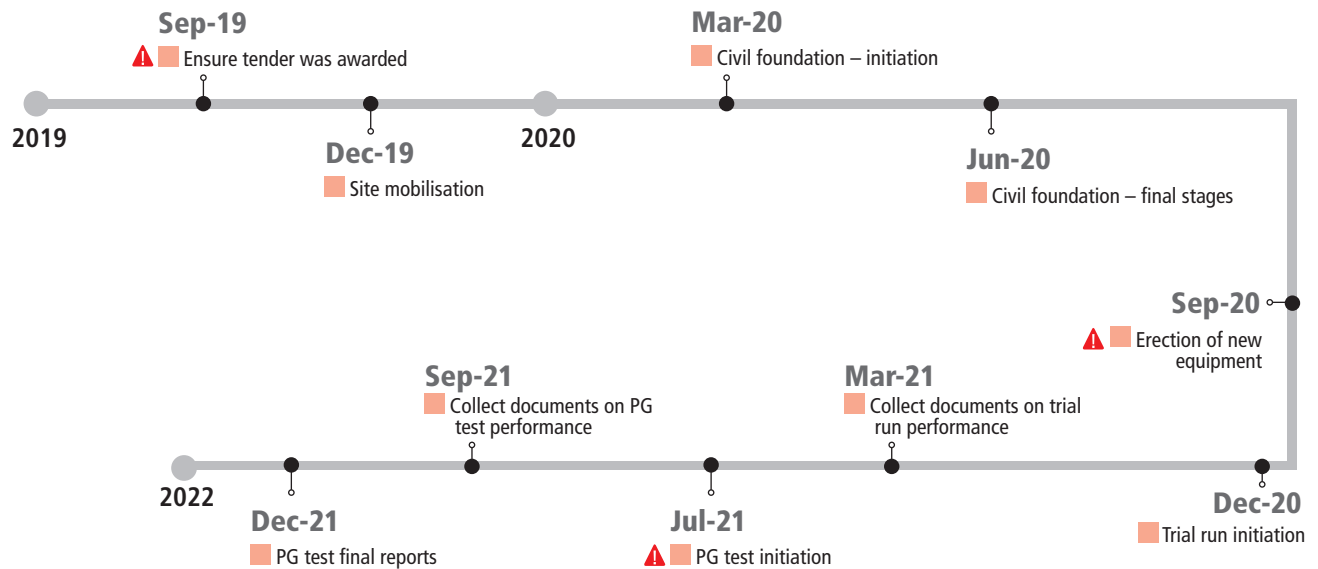 Sep-19
Ensure tender was awarded
Mar-20
Civil foundation – initiation
2019
2020
Dec-19
Site mobilisation
Jun-20
Civil foundation – final stages
Sep-20
Erection of new
equipment
Dec-20
Trial run initiation
Mar-21
Collect documents on trial
run performance
Jul-21
PG test initiation
Sep-21
Collect documents on PG
test performance
Dec-21
PG test final reports
2022